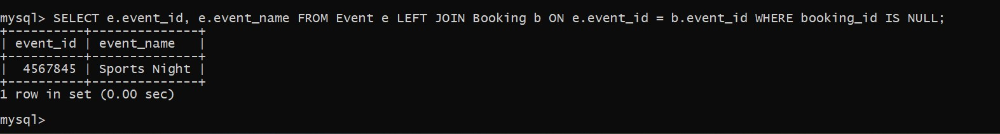 mysql> SELECT e.event_id, e.event_name FROM Event e LEFT JOIN Booking b ON e.event_id = b.event_id WHERE booking_id IS NULL;
+----------+--------------+
| event_id | event_name   |
+----------+--------------+
|  4567845 | Sports Night |
+----------+--------------+
1 row in set (0.00 sec)
mysql>